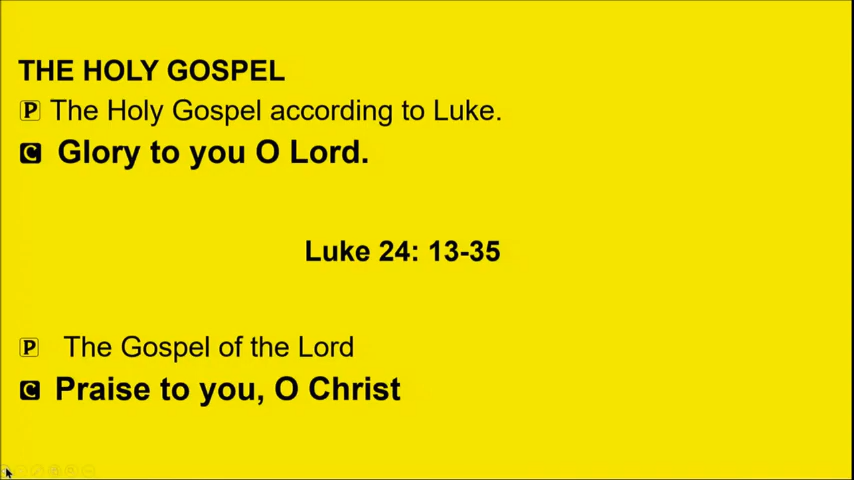 THE HOLY GOSPEL
P The Holy Gospel according to Luke.
C Glory to you O Lord.
Luke 24: 13-35
P The Gospel of the Lord
C Praise to you, O Christ